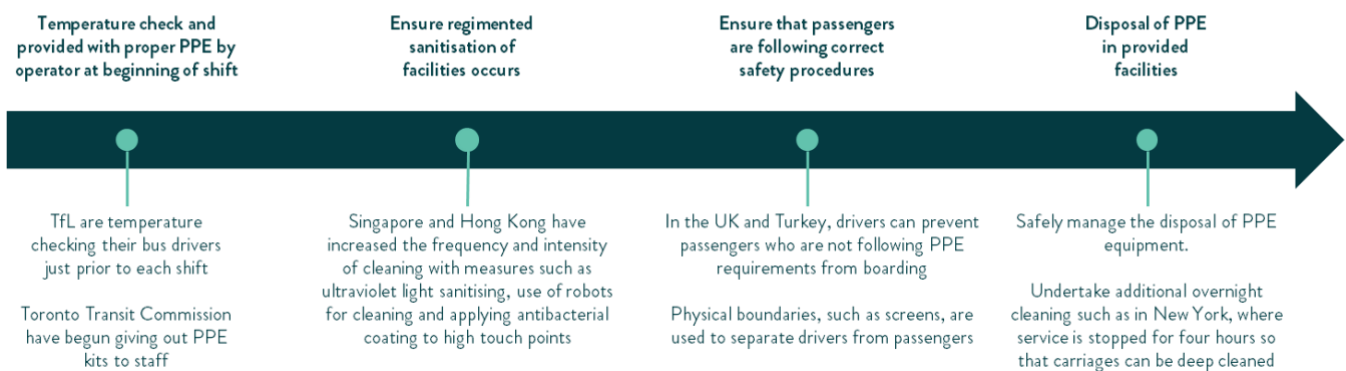 Temperature check and
provided with proper PPE by
operator at beginning of shift
Ensure regimented
sanitisation of
facilities occurs
Ensure that passengers
are following correct
safety procedures
Disposal of PPE
in provided
facilities
TfL are temperature
checking their bus drivers
just prior to each shift
Toronto Transit Commission
have begun giving out PPE
kits to staff
Singapore and Hong Kong have
increased the frequency and intensity
of cleaning with measures such as
ultraviolet light sanitising, use of robots
for cleaning and applying antibacterial
coating to high touch points
In the UK and Turkey, drivers can prevent
passengers who are not following PPE
requirements from boarding
Physical boundaries, such as screens, are
used to separate drivers from passengers
Safely manage the disposal of PPE
equipment.
Undertake additional overnight
cleaning such as in New York, where
service is stopped for four hours so
that carriages can be deep cleaned